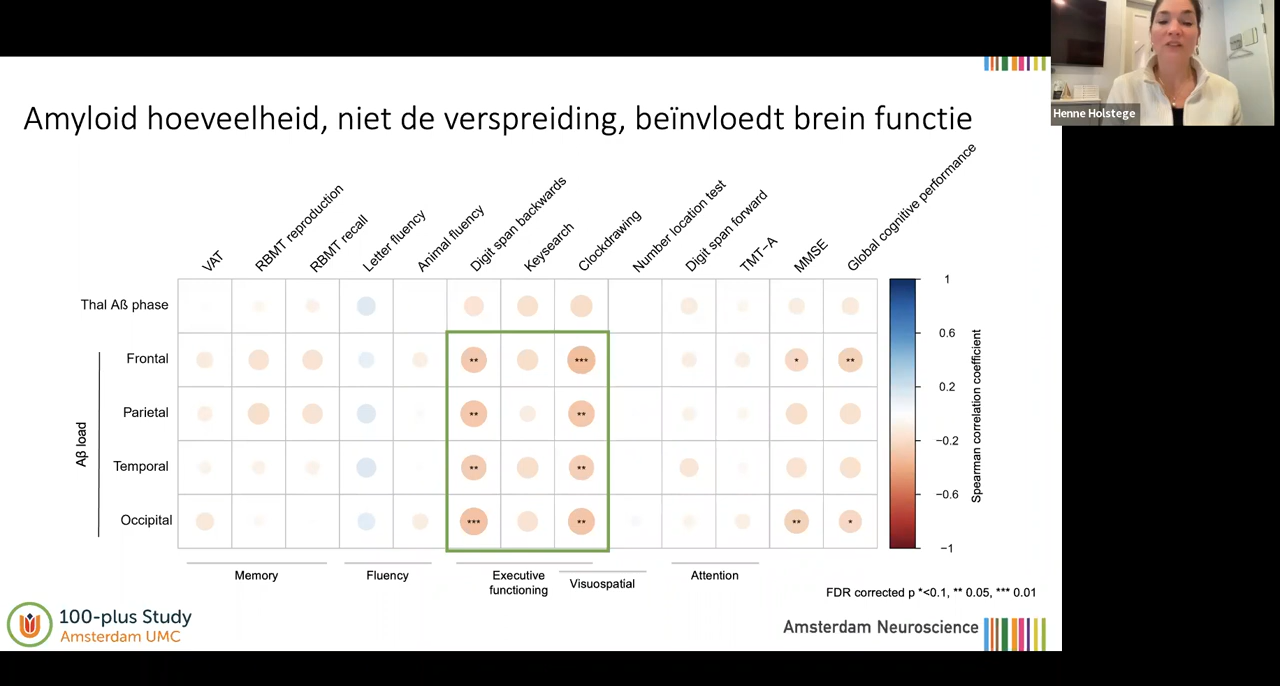 Henne Holstege
Amyloid hoeveelheid, niet de verspreiding, beïnvloedt brein functie
VAT
RBMT reproduction
RBMT recall
Letter fluency
Animal fluency
Digit span backwards
Keysearch
Clockdrawing
Number location test
Digit span forward
TMT−A
MMSE
Global cognitive performance
Thal Aß phase
Frontal ** *** * **
Parietal ** **
Temporal ** **
Occipital *** ** ** *
Aβ load
1
0.6
0.2
−0.2
−0.6
−1
Spearman correlation coefficient
Memory
Fluency
Executive
functioning
Visuospatial
Attention
FDR corrected p *<0.1, ** 0.05, *** 0.01
100-plus Study
Amsterdam UMC
Amsterdam Neuroscience